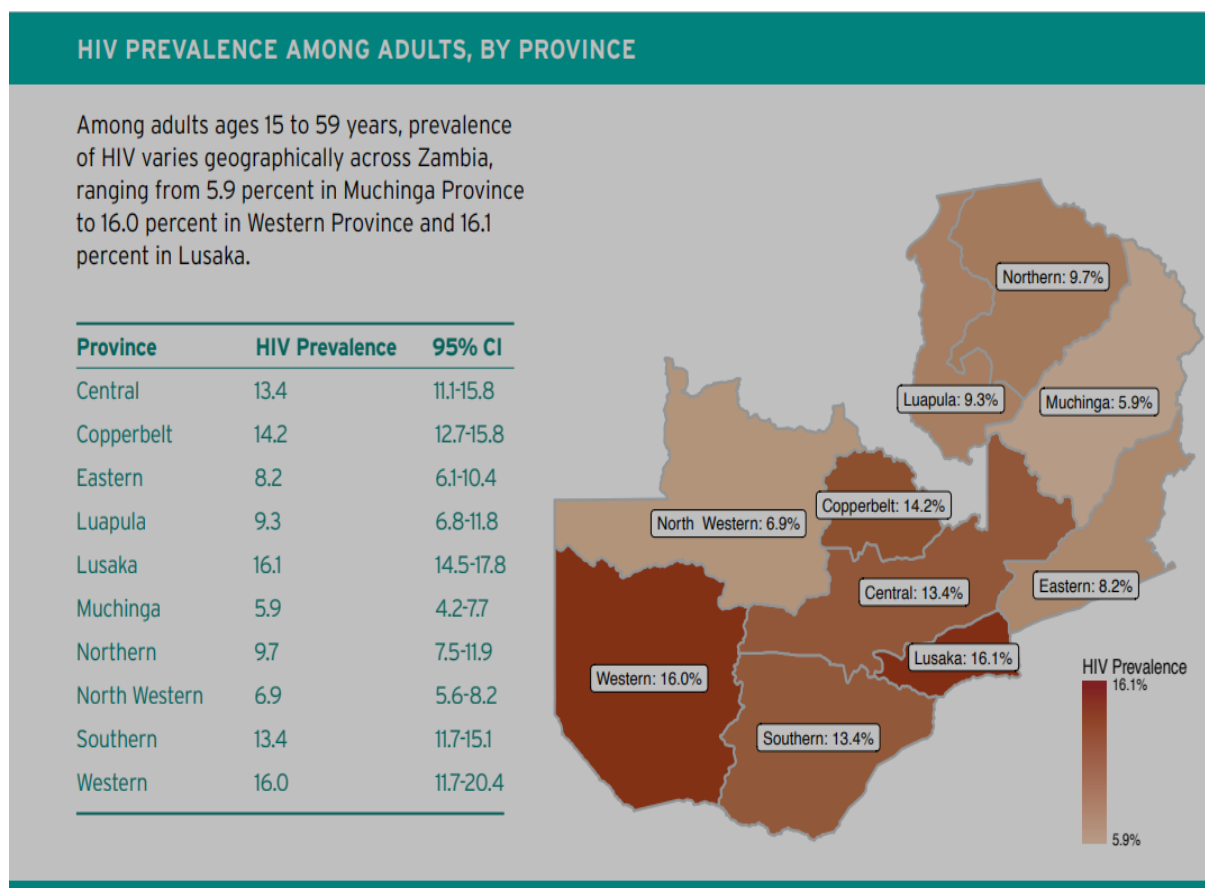 HIV PREVALENCE AMONG ADULTS, BY PROVINCE
Among adults ages 15 to 59 years, prevalence
of HIV varies geographically across Zambia,
ranging from 5.9 percent in Muchinga Province
to 16.0 percent in Western Province and 16.1
percent in Lusaka.
Province HIV Prevalence 95% CI
Central 13.4 11.1-15.8
Copperbelt 14.2 12.7-15.8
Eastern 8.2 6.1-10.4
Luapula 9.3 6.8-11.8
Lusaka 16.1 14.5-17.8
Muchinga 5.9 4.2-7.7
Northern 9.7 7.5-11.9
North Western 6.9 5.6-8.2
Southern 13.4 11.7-15.1
Western 16.0 11.7-20.4
Northern: 9.7%
Luapula: 9.3%
Muchinga: 5.9%
Copperbelt: 14.2%
North Western: 6.9%
Eastern: 8.2%
Central: 13.4%
Lusaka: 16.1%
Western: 16.0%
Southern: 13.4%
HIV Prevalence
16.1%
5.9%